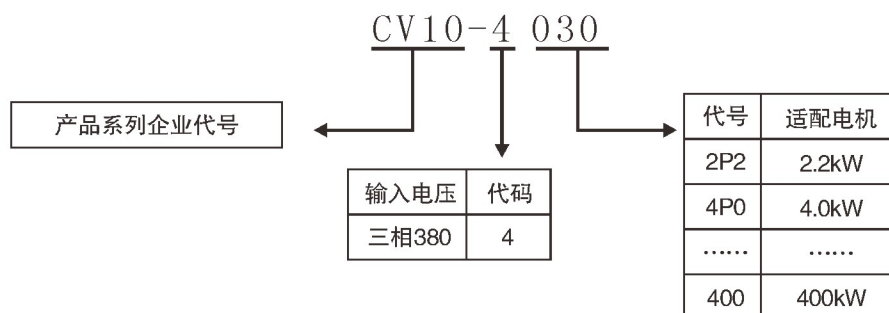 CV10-4 030
产品系列企业代号
输入电压 代码
三相380 4
代号 适配电机
2P2 2.2kW
4P0 4.0kW
…… ……
400 400kW